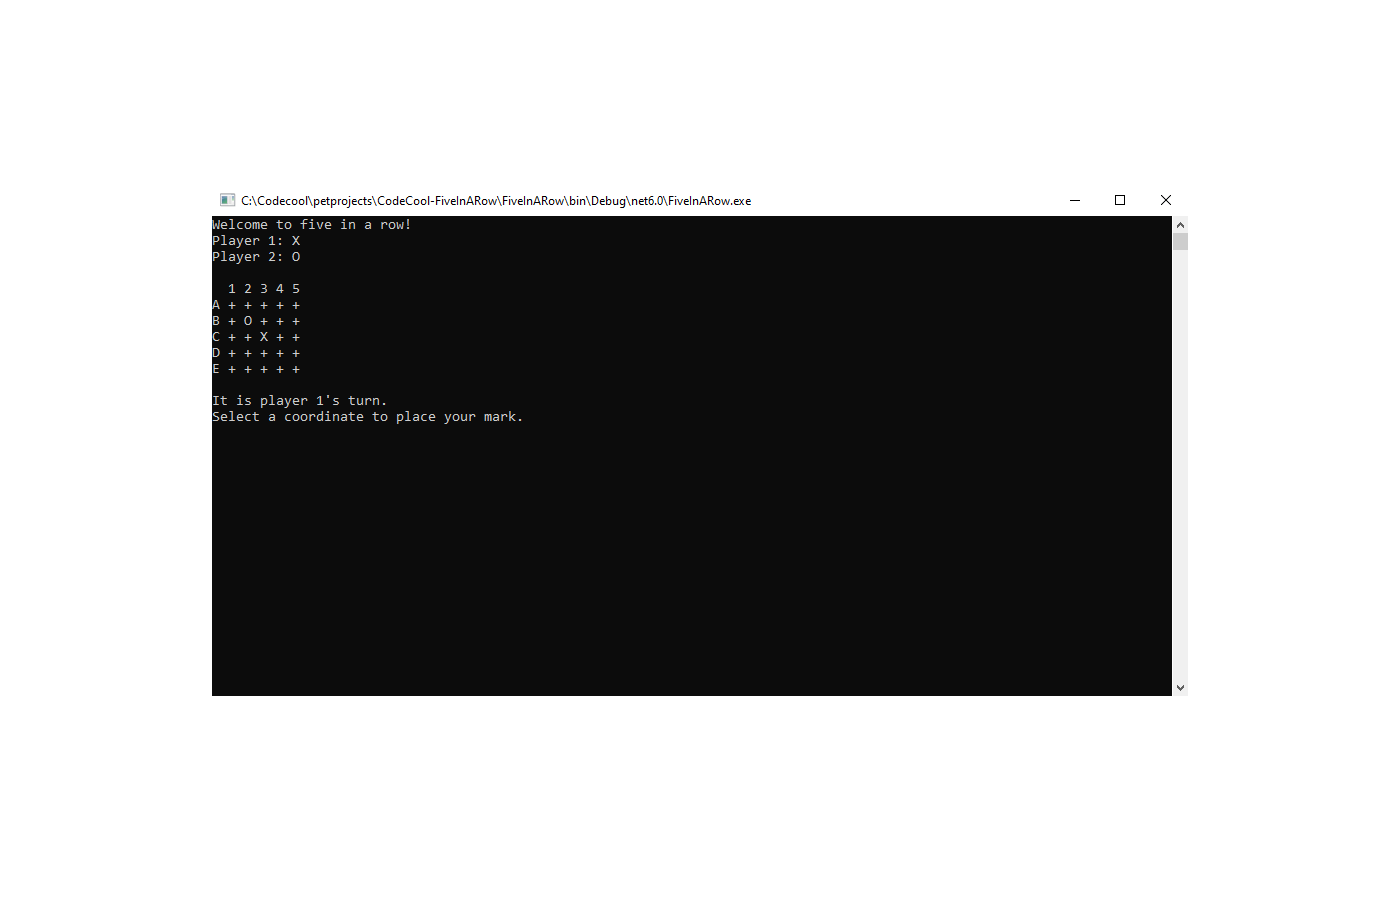 C:\Codecool\petprojects\CodeCool-FiveInARow\FiveInARow\bin\Debug\net6.0\FiveInARow.exe
Welcome to five in a row!
Player 1: X
Player 2: O
  1 2 3 4 5
A + + + + +
B + O + + +
C + + X + +
D + + + + +
E + + + + +
It is player 1's turn.
Select a coordinate to place your mark.